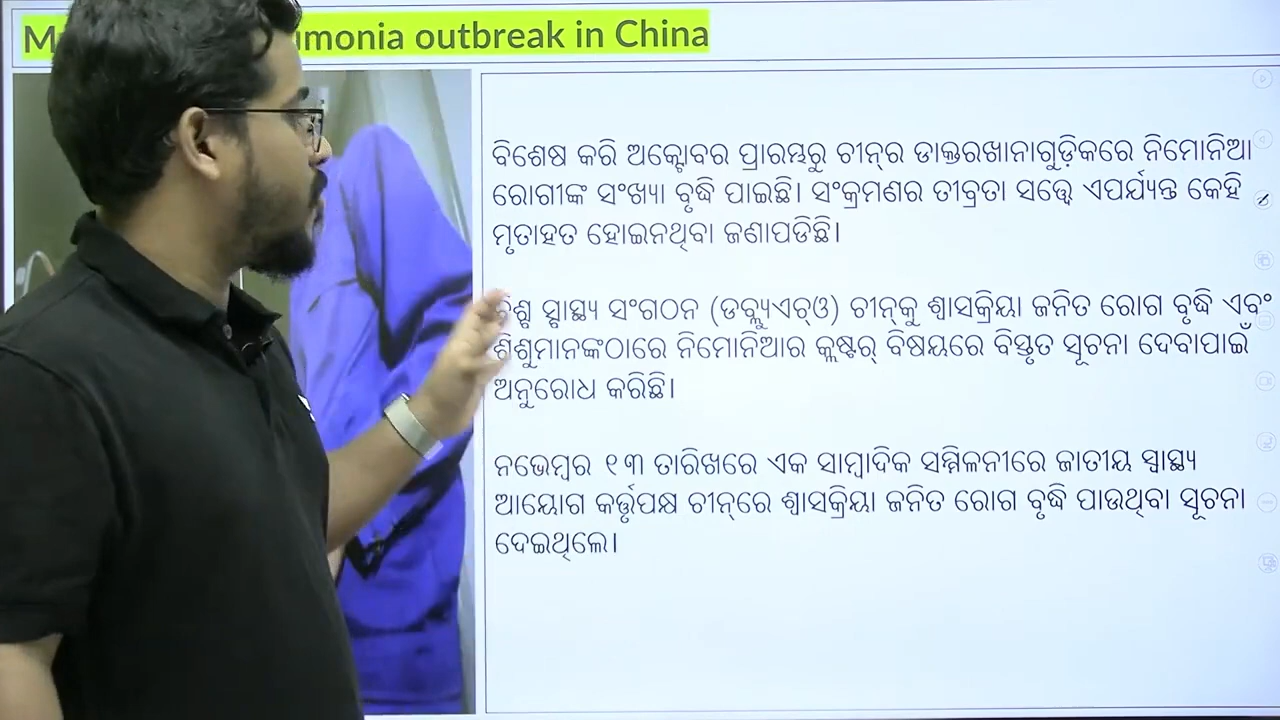 outbreak in China
ବିଶେଷ କରି ଅକ୍ଟୋବର ପ୍ରାରମ୍ଭରୁ ଚୀନ୍‌ର ଡାକ୍ତରଖାନାଗୁଡ଼ିକରେ ନିମୋନିଆ
ରୋଗୀଙ୍କ ସଂଖ୍ୟା ବୃଦ୍ଧି ପାଇଛି। ସଂକ୍ରମଣର ତୀବ୍ରତା ସତ୍ତ୍ୱେ ଏପର୍ଯ୍ୟନ୍ତ କେହି
ମୃତାହତ ହୋଇନଥିବା ଜଣାପଡିଛି।
ସ୍ୱାସ୍ଥ୍ୟ ସଂଗଠନ (ଡବ୍ଲ୍ୟୁଏଚ୍‌ଓ) ଚୀନ୍‌କୁ ଶ୍ୱାସକ୍ରିୟା ଜନିତ ରୋଗ ବୃଦ୍ଧି ଏବଂ
ଶିଶୁମାନଙ୍କଠାରେ ନିମୋନିଆର କ୍ଲଷ୍ଟର୍ ବିଷୟରେ ବିସ୍ତୃତ ସୂଚନା ଦେବାପାଇଁ
ଅନୁରୋଧ କରିଛି।
ନଭେମ୍ବର ୧୩ ତାରିଖରେ ଏକ ସାମ୍ବାଦିକ ସମ୍ମିଳନୀରେ ଜାତୀୟ ସ୍ୱାସ୍ଥ୍ୟ
ଆୟୋଗ କର୍ତ୍ତୃପକ୍ଷ ଚୀନ୍‌ରେ ଶ୍ୱାସକ୍ରିୟା ଜନିତ ରୋଗ ବୃଦ୍ଧି ପାଉଥିବା ସୂଚନା
ଦେଇଥିଲେ।